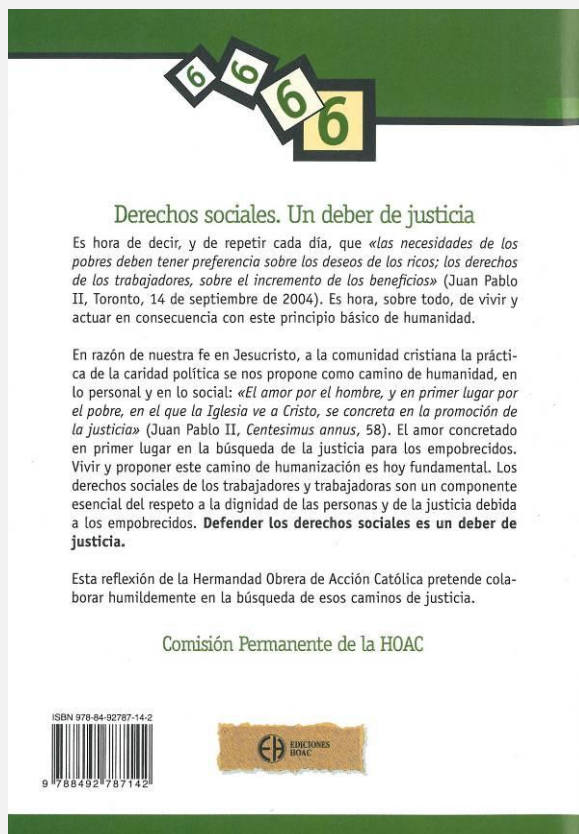 6 6 6 6
Derechos sociales. Un deber de justicia
Es hora de decir, y de repetir cada día, que «las necesidades de los
pobres deben tener preferencia sobre los deseos de los ricos; los derechos
de los trabajadores, sobre el incremento de los beneficios» (Juan Pablo
II, Toronto, 14 de septiembre de 2004). Es hora, sobre todo, de vivir y
actuar en consecuencia con este principio básico de humanidad.
En razón de nuestra fe en Jesucristo, a la comunidad cristiana la prácti-
ca de la caridad política se nos propone como camino de humanidad, en
lo personal y en lo social: «El amor por el hombre, y en primer lugar por
el pobre, en el que la Iglesia ve a Cristo, se concreta en la promoción de
la justicia» (Juan Pablo II, Centesimus annus, 58). El amor concretado
en primer lugar en la búsqueda de la justicia para los empobrecidos.
Vivir y proponer este camino de humanización es hoy fundamental. Los
derechos sociales de los trabajadores y trabajadoras son un componente
esencial del respeto a la dignidad de las personas y de la justicia debida
a los empobrecidos. Defender los derechos sociales es un deber de
justicia.
Esta reflexión de la Hermandad Obrera de Acción Católica pretende cola-
borar humildemente en la búsqueda de esos caminos de justicia.
Comisión Permanente de la HOAC
ISBN 978-84-92787-14-2
9 788492 787142
EDICIONES
HOAC